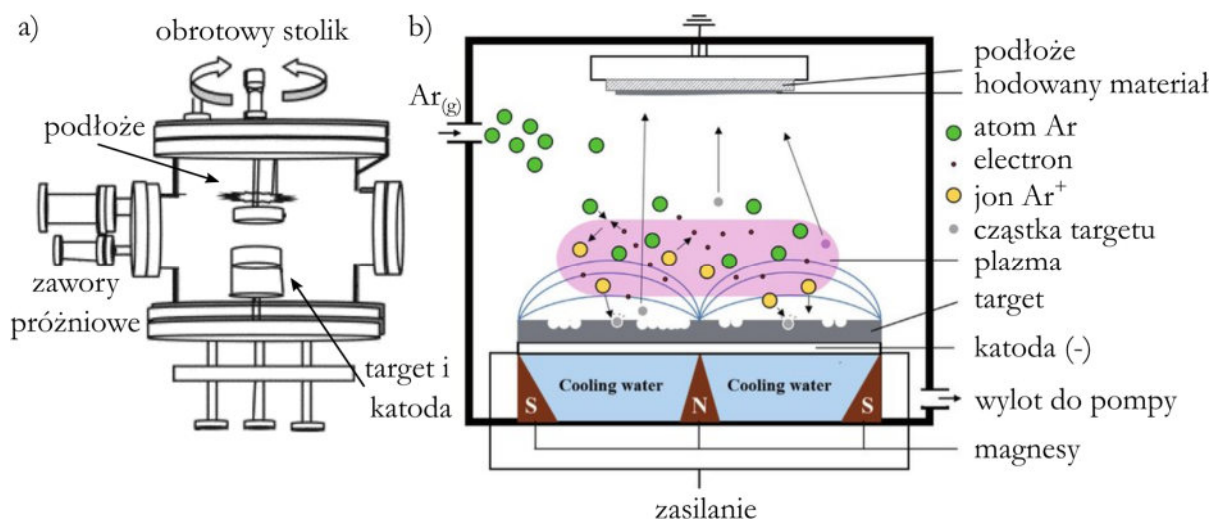 a)
obrotowy stolik
podłoże
zawory
próżniowe
target i
katoda
b)
Ar(g)
podłoże
hodowany materiał
atom Ar
electron
jon Ar⁺
cząstka targetu
plazma
target
katoda (-)
Cooling water
Cooling water
S
N
S
wylot do pompy
magnesy
zasilanie